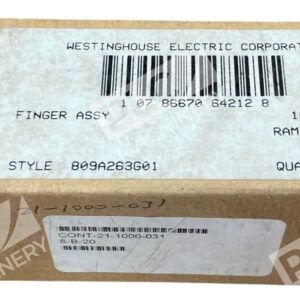 WESTINGHOUSE ELECTRIC CORPORAT
1 07 86670 64212 8
FINGER ASSY
RAM
STYLE 809A263G01
QUA
21-1000-031
CONT-21-1000-031
8-B-20
INERY